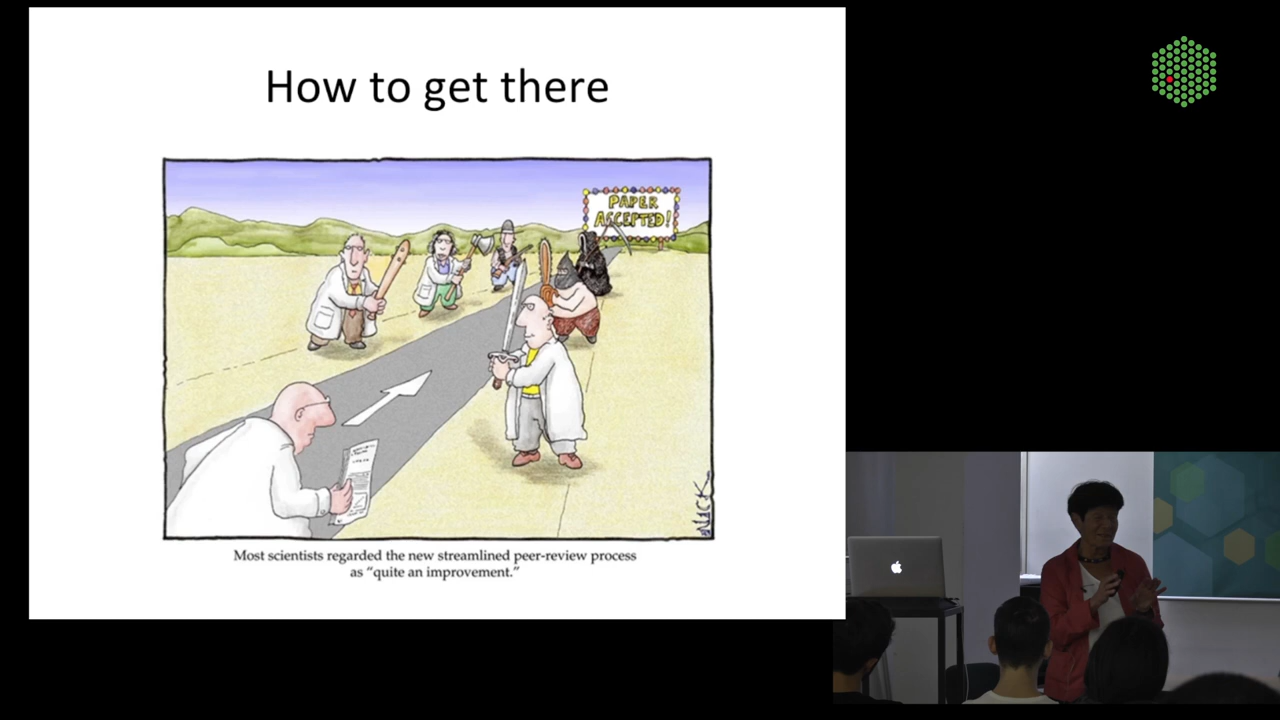 How to get there
PAPER
ACCEPTED!
NICK
Most scientists regarded the new streamlined peer-review process
as “quite an improvement.”